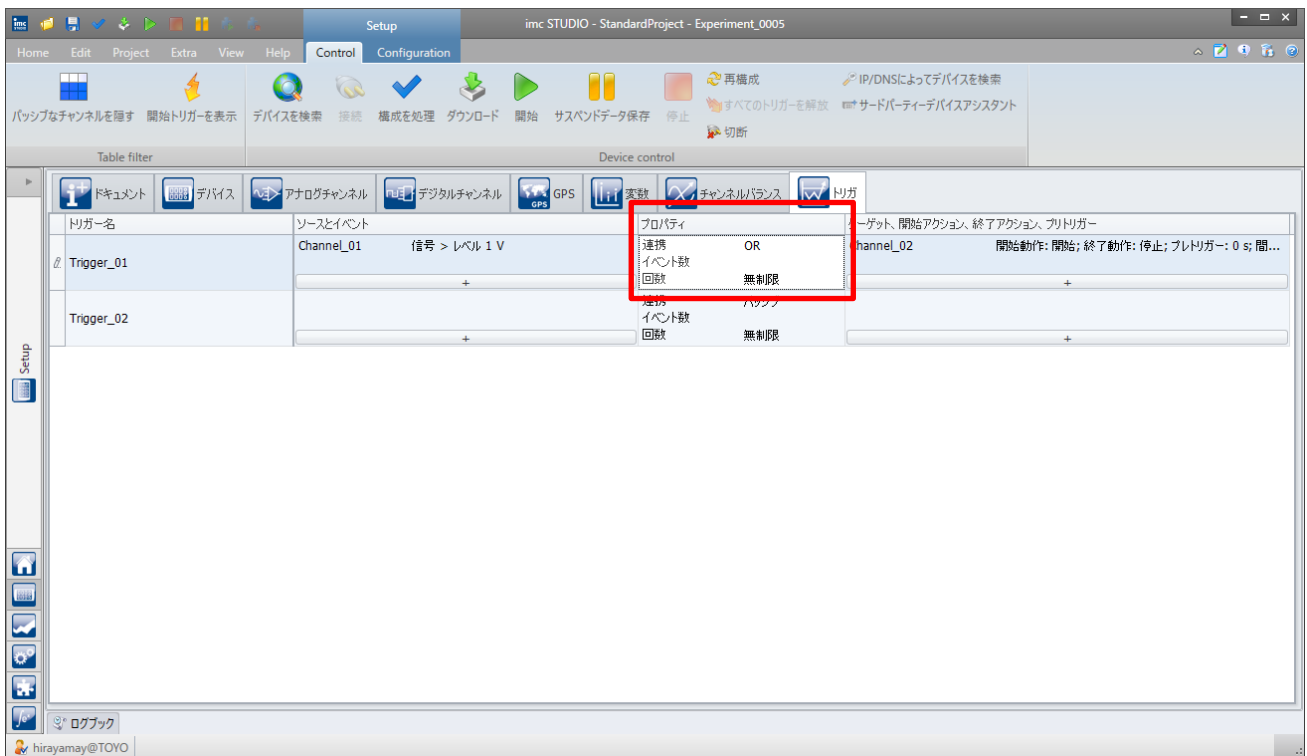 imc
Setup
imc STUDIO - StandardProject - Experiment_0005
Home Edit Project Extra View Help Control Configuration
パッシブなチャンネルを隠す
開始トリガーを表示
デバイスを検索
接続
構成を処理
ダウンロード
開始
サスペンドデータ保存
停止
再構成
すべてのトリガーを解放
切断
IP/DNSによってデバイスを検索
サードパーティーデバイスアシスタント
Table filter
Device control
ドキュメント
デバイス
アナログチャンネル
デジタルチャンネル
GPS
GPS
変数
チャンネルバランス
トリガ
トリガー名
ソースとイベント
プロパティ
ーゲット、開始アクション、終了アクション、プリトリガー
Trigger_01
Channel_01 信号 > レベル 1 V
+
連携 OR
イベント数
回数 無制限
hannel_02 開始動作: 開始; 終了動作: 停止; プレトリガー: 0 s; 間...
+
Trigger_02
+
連携
イベント数
回数 無制限
+
Setup
ログブック
hirayamay@TOYO